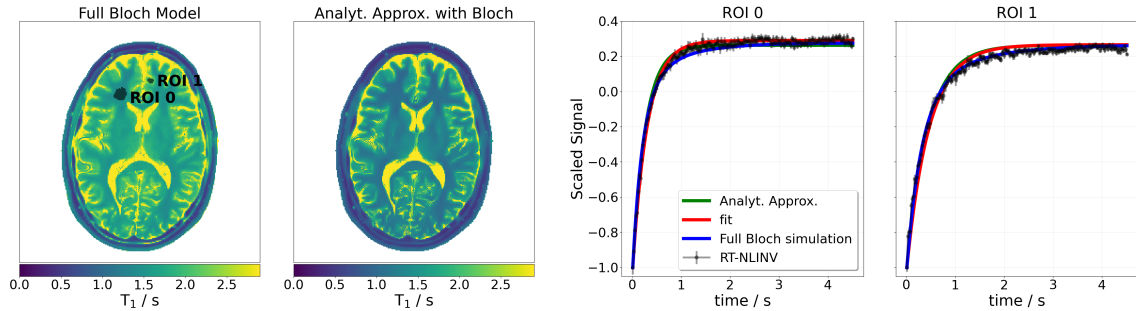 Full Bloch Model
Analyt. Approx. with Bloch
ROI 0
ROI 1
ROI 1
ROI 0
0.0 0.5 1.0 1.5 2.0 2.5
T1 / s
0.0 0.5 1.0 1.5 2.0 2.5
T1 / s
Scaled Signal
0.4
0.2
0.0
−0.2
−0.4
−0.6
−0.8
−1.0
Analyt. Approx.
fit
Full Bloch simulation
RT-NLINV
0 1 2 3 4
time / s
0 1 2 3 4
time / s